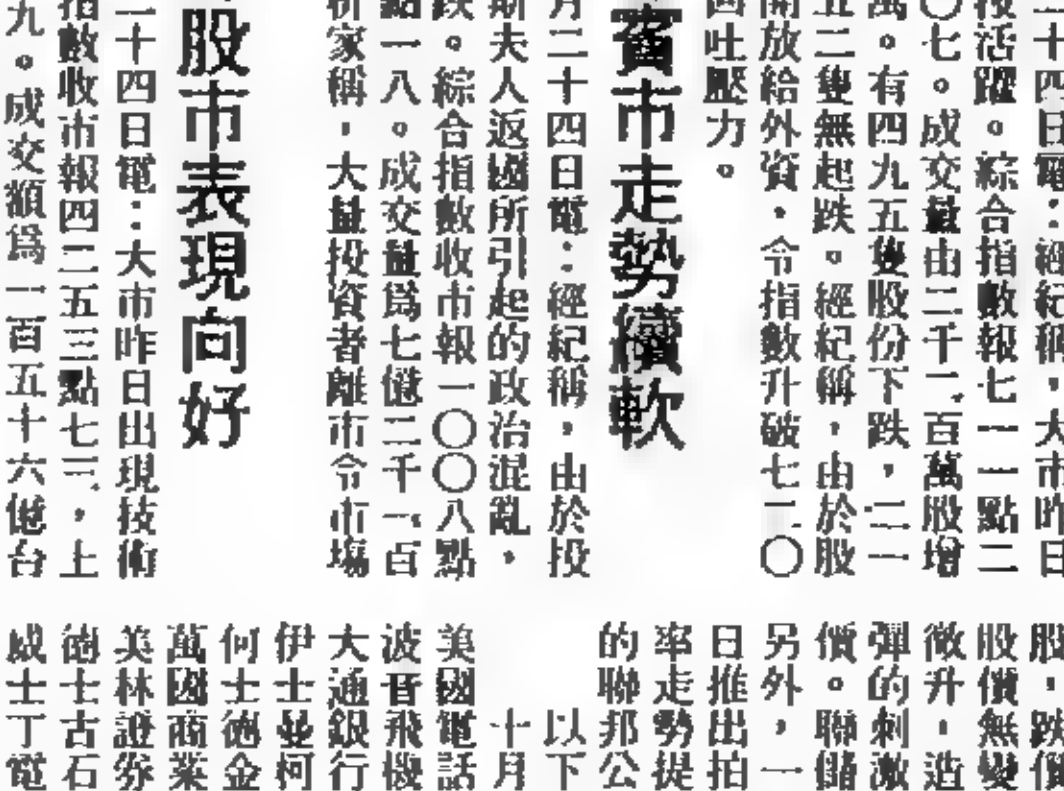 二十四日電：經紀稱，大市昨日
投活躍。綜合指數報七一一點二
〇七。成交量由二千二百萬股增
萬。有四九五隻股份下跌，二一
五二隻無起跌。經紀稱，由於股
開放給外資，令指數升破七一〇
回吐壓力。
賓市走勢續軟
月二十四日電：經紀稱，由於投
斯夫人返國所引起的政治混亂，
跌。綜合指數收市報一〇〇八點
點一八。成交量爲七億二千一百
析家稱，大量投資者離市令市場
股市表現向好
二十四日電：大市昨日出現技術
指數收市報四二五三點七三，上
九。成交額爲一百五十六億台
股，跌
股價無變
微升，造
彈的刺激
價。聯儲
另外，一
日推出拍
率走勢提
的聯邦公
以下
十月
美國電話
波音飛機
大通銀行
伊士曼柯
何士德金
萬國商業
美林證券
德士古石
威士丁電